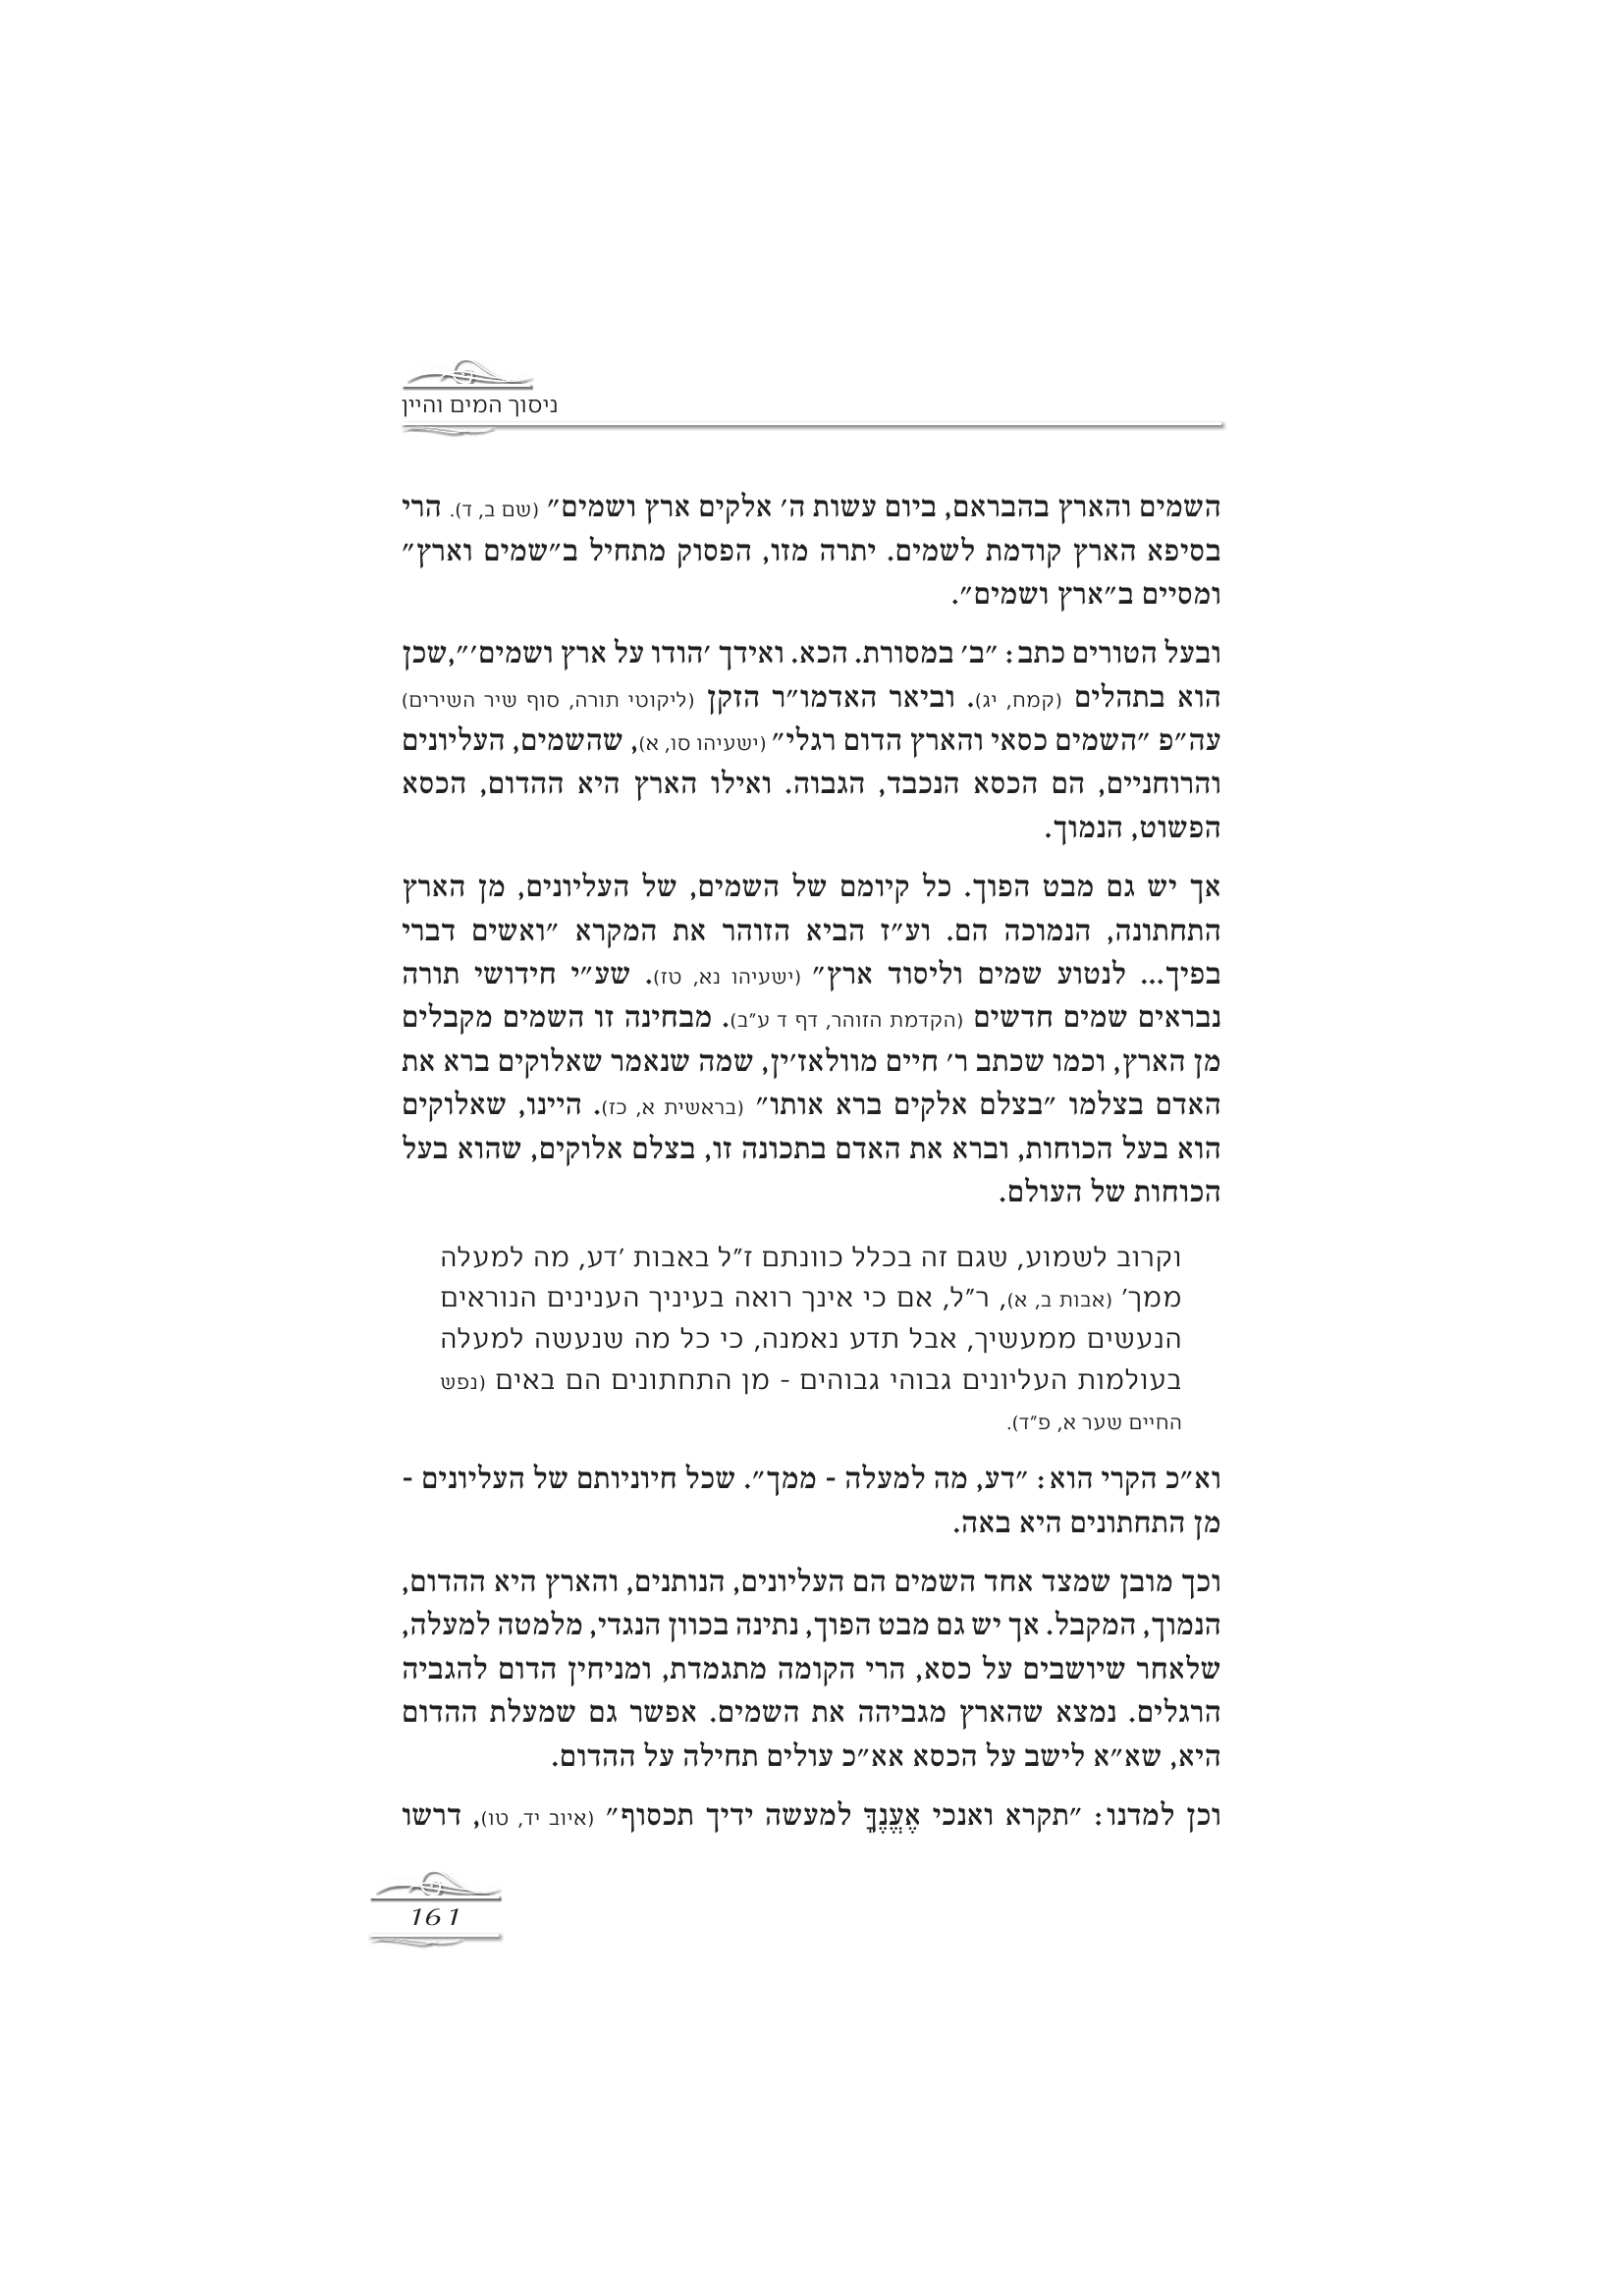 ניסוך המים והיין
השמים והארץ בהבראם, ביום עשות ה׳ אלקים ארץ ושמים״ (שם ב, ד). הרי
בסיפא הארץ קודמת לשמים. יתרה מזו, הפסוק מתחיל ב״שמים וארץ״
ומסיים ב״ארץ ושמים״.
ובעל הטורים כתב: ״ב׳ במסורת. הכא. ואידך ׳הודו על ארץ ושמים׳״,שכן
הוא בתהלים (קמח, יג). וביאר האדמו״ר הזקן (ליקוטי תורה, סוף שיר השירים)
עה״פ ״השמים כסאי והארץ הדום רגלי״ (ישעיהו סו, א), שהשמים, העליונים
והרוחניים, הם הכסא הנכבד, הגבוה. ואילו הארץ היא ההדום, הכסא
הפשוט, הנמוך.
אך יש גם מבט הפוך. כל קיומם של השמים, של העליונים, מן הארץ
התחתונה, הנמוכה הם. וע״ז הביא הזוהר את המקרא ״ואשים דברי
בפיך... לנטוע שמים וליסוד ארץ״ (ישעיהו נא, טז). שע״י חידושי תורה
נבראים שמים חדשים (הקדמת הזוהר, דף ד ע״ב). מבחינה זו השמים מקבלים
מן הארץ, וכמו שכתב ר׳ חיים מוולאז׳ין, שמה שנאמר שאלוקים ברא את
האדם בצלמו ״בצלם אלקים ברא אותו״ (בראשית א, כז). היינו, שאלוקים
הוא בעל הכוחות, וברא את האדם בתכונה זו, בצלם אלוקים, שהוא בעל
הכוחות של העולם.
וקרוב לשמוע, שגם זה בכלל כוונתם ז״ל באבות ׳דע, מה למעלה
ממך׳ (אבות ב, א), ר״ל, אם כי אינך רואה בעיניך הענינים הנוראים
הנעשים ממעשיך, אבל תדע נאמנה, כי כל מה שנעשה למעלה
בעולמות העליונים גבוהי גבוהים - מן התחתונים הם באים (נפש
החיים שער א, פ״ד).
וא״כ הקרי הוא: ״דע, מה למעלה - ממך״. שכל חיוניותם של העליונים -
מן התחתונים היא באה.
וכך מובן שמצד אחד השמים הם העליונים, הנותנים, והארץ היא ההדום,
הנמוך, המקבל. אך יש גם מבט הפוך, נתינה בכוון הנגדי, מלמטה למעלה,
שלאחר שיושבים על כסא, הרי הקומה מתגמדת, ומניחין הדום להגביה
הרגלים. נמצא שהארץ מגביהה את השמים. אפשר גם שמעלת ההדום
היא, שא״א לישב על הכסא אא״כ עולים תחילה על ההדום.
וכן למדנו: ״תקרא ואנכי אֶעֱנֶךָּ למעשה ידיך תכסוף״ (איוב יד, טו), דרשו
161